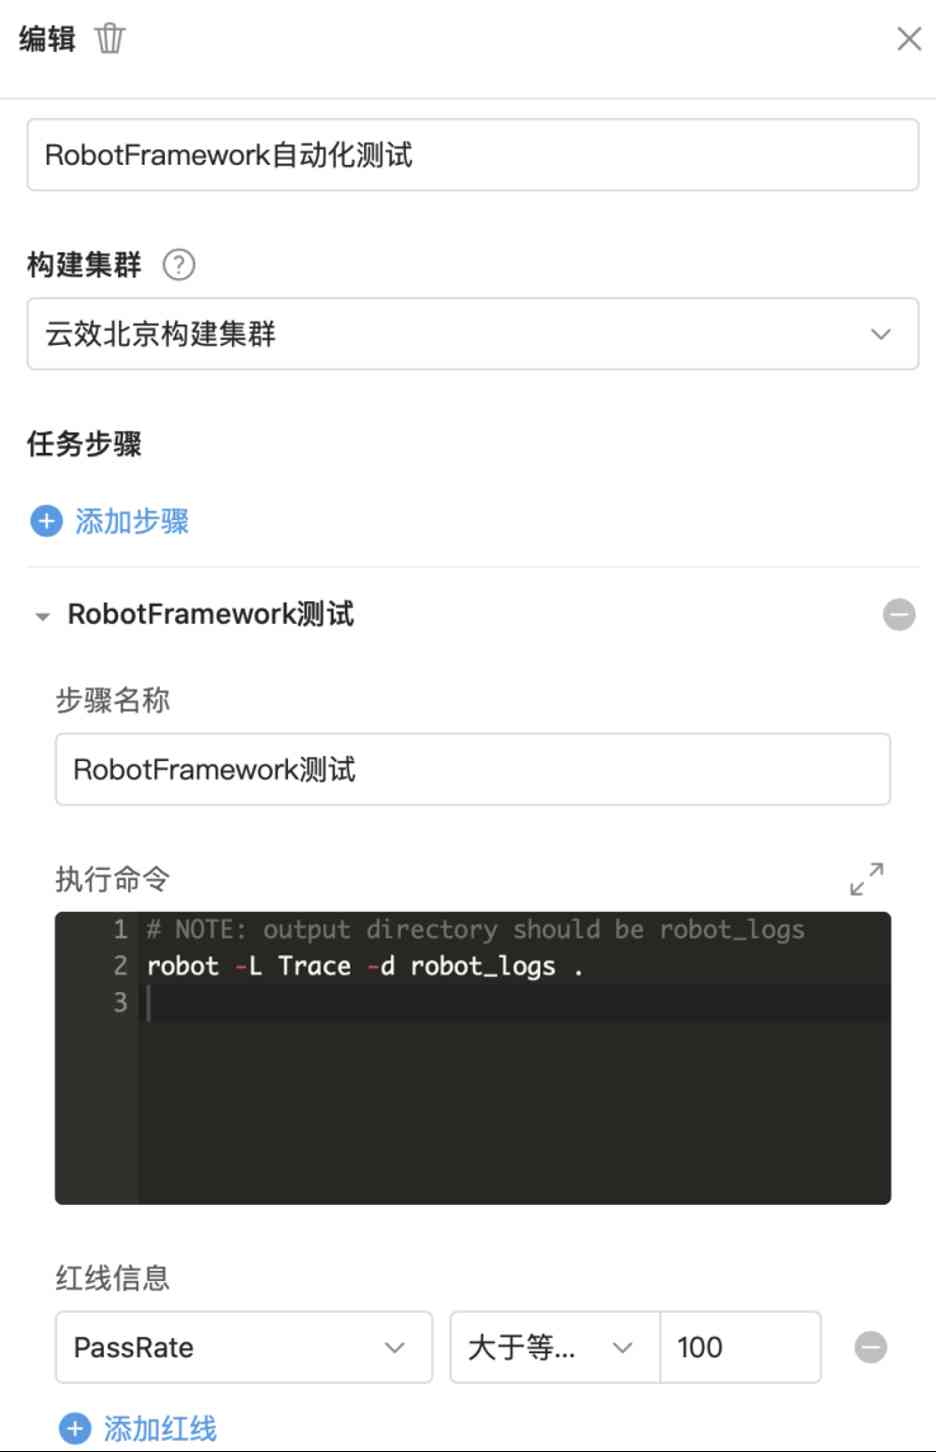 编辑
RobotFramework自动化测试
构建集群 ?
云效北京构建集群
任务步骤
添加步骤
RobotFramework测试
步骤名称
RobotFramework测试
执行命令
1 # NOTE: output directory should be robot_logs
2 robot -L Trace -d robot_logs .
3
红线信息
PassRate 大于等... 100
添加红线